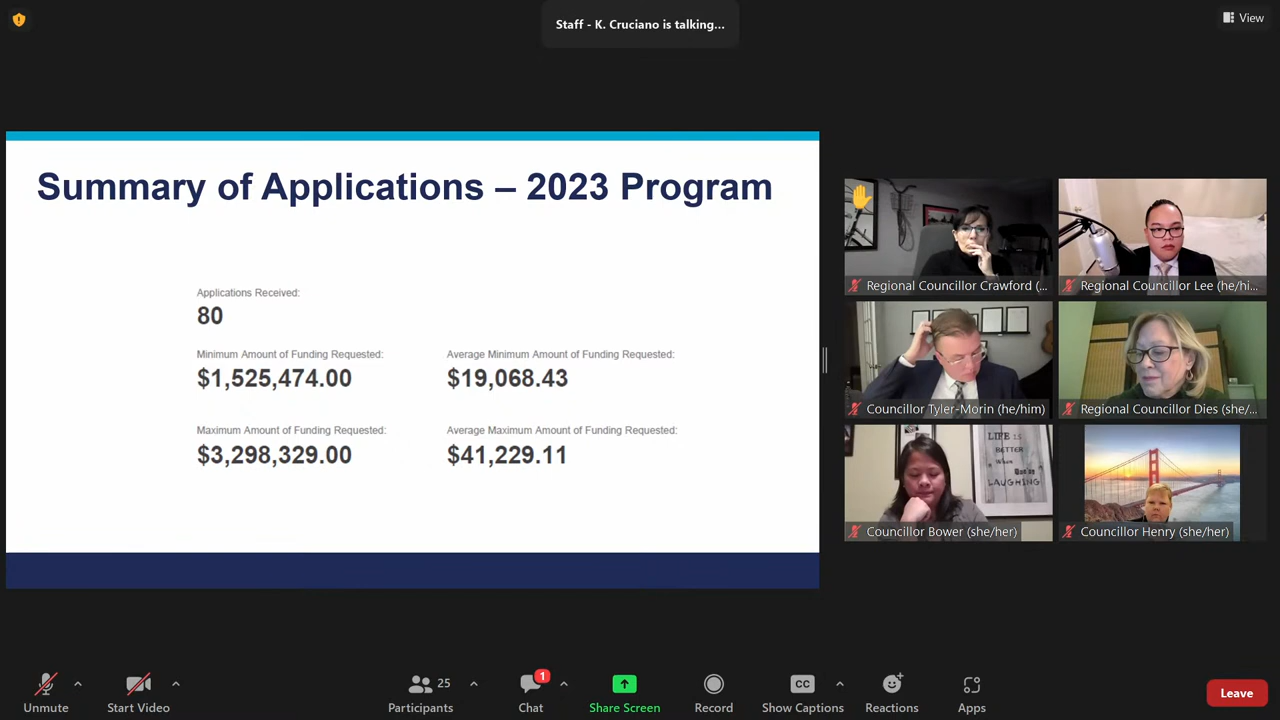 Staff - K. Cruciano is talking...
View
Summary of Applications – 2023 Program
Applications Received:
80
Minimum Amount of Funding Requested:
$1,525,474.00
Average Minimum Amount of Funding Requested:
$19,068.43
Maximum Amount of Funding Requested:
$3,298,329.00
Average Maximum Amount of Funding Requested:
$41,229.11
Regional Councillor Crawford (...
Regional Councillor Lee (he/hi...
Councillor Tyler-Morin (he/him)
Regional Councillor Dies (she/...
LIFE is
BETTER
When
You're
LAUGHING
Councillor Bower (she/her)
Councillor Henry (she/her)
Unmute
Start Video
25
Participants
1
Chat
Share Screen
Record
CC
Show Captions
Reactions
Apps
Leave